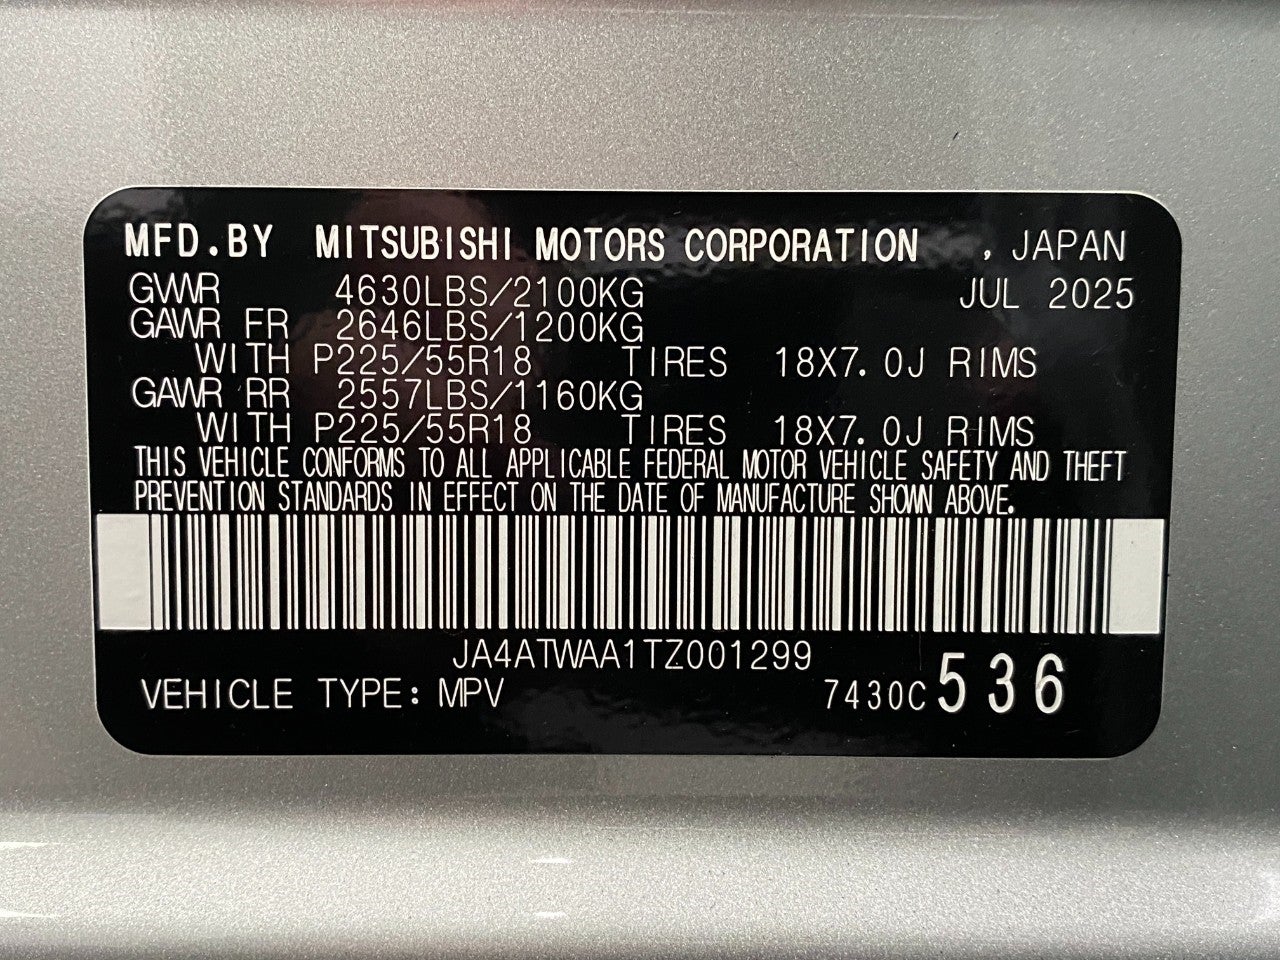 MFD.BY MITSUBISHI MOTORS CORPORATION , JAPAN
GVWR 4630LBS/2100KG JUL 2025
GAWR FR 2646LBS/1200KG
WITH P225/55R18 TIRES 18X7.0J RIMS
GAWR RR 2557LBS/1160KG
WITH P225/55R18 TIRES 18X7.0J RIMS
THIS VEHICLE CONFORMS TO ALL APPLICABLE FEDERAL MOTOR VEHICLE SAFETY AND THEFT
PREVENTION STANDARDS IN EFFECT ON THE DATE OF MANUFACTURE SHOWN ABOVE.
JA4ATWAA1TZ001299
VEHICLE TYPE: MPV 7430C 536